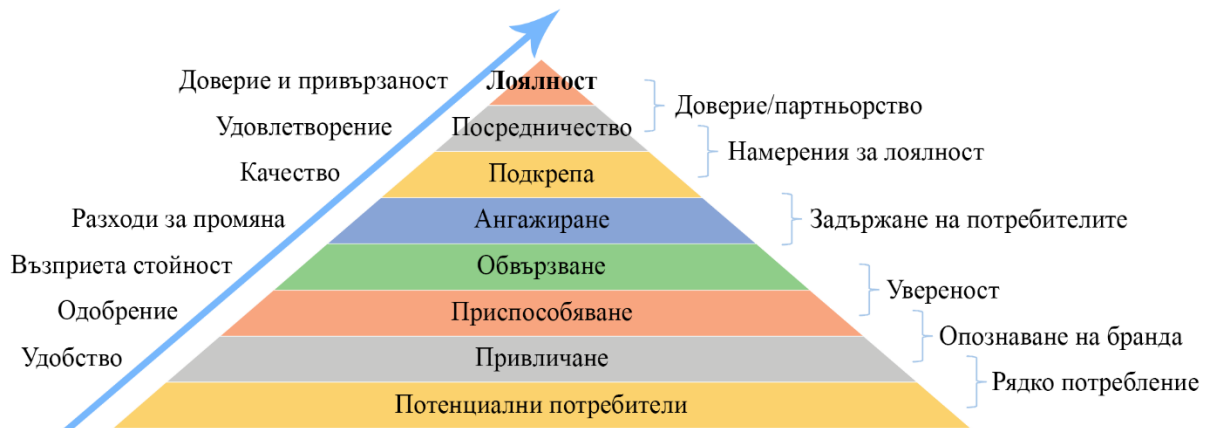 Доверие и привързаност
Лоялност
Доверие/партньорство
Удовлетворение
Посредничество
Намерения за лоялност
Качество
Подкрепа
Разходи за промяна
Ангажиране
Задържане на потребителите
Възприета стойност
Обвързване
Увереност
Одобрение
Приспособяване
Опознаване на бранда
Удобство
Привличане
Рядко потребление
Потенциални потребители